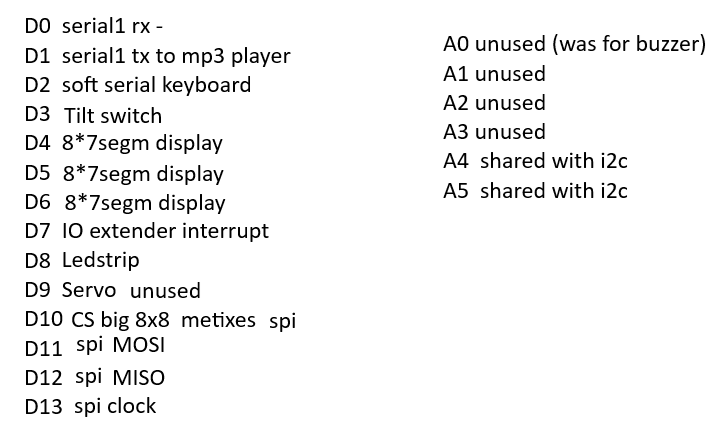 D0 serial1 rx -
D1 serial1 tx to mp3 player
D2 soft serial keyboard
D3 Tilt switch
D4 8*7segm display
D5 8*7segm display
D6 8*7segm display
D7 IO extender interrupt
D8 Ledstrip
D9 Servo unused
D10 CS big 8x8 metixes spi
D11 spi MOSI
D12 spi MISO
D13 spi clock
A0 unused (was for buzzer)
A1 unused
A2 unused
A3 unused
A4 shared with i2c
A5 shared with i2c